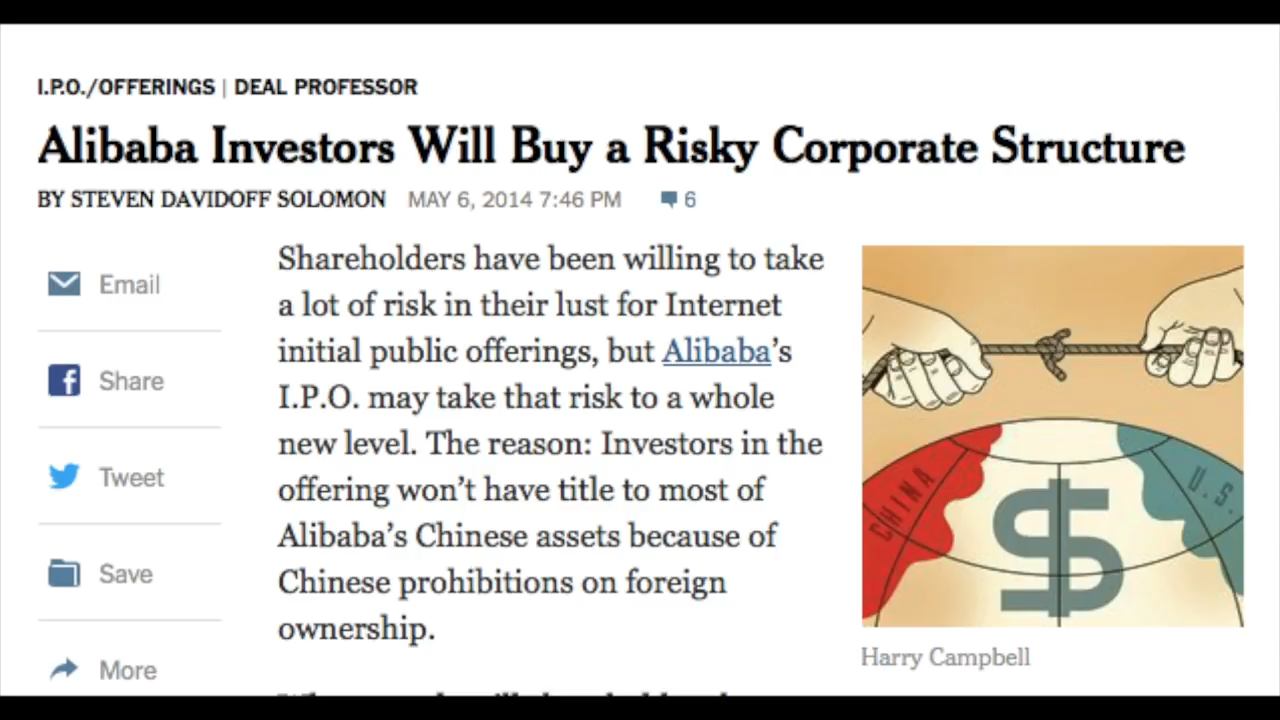 I.P.O./OFFERINGS | DEAL PROFESSOR
Alibaba Investors Will Buy a Risky Corporate Structure
BY STEVEN DAVIDOFF SOLOMON MAY 6, 2014 7:46 PM 6
Email
Share
Tweet
Save
More
Shareholders have been willing to take
a lot of risk in their lust for Internet
initial public offerings, but Alibaba's
I.P.O. may take that risk to a whole
new level. The reason: Investors in the
offering won't have title to most of
Alibaba's Chinese assets because of
Chinese prohibitions on foreign
ownership.
CHINA
U.S.
$
Harry Campbell